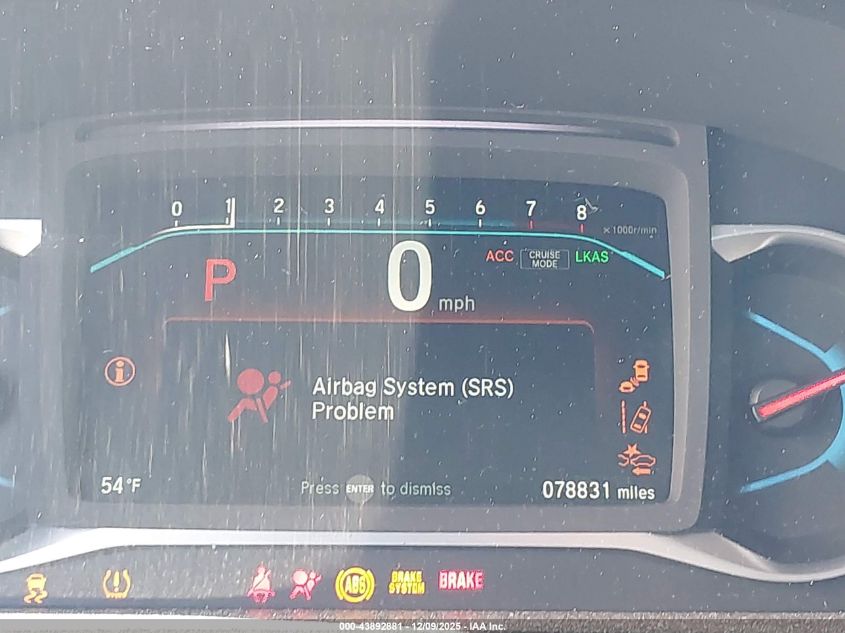 0 1 2 3 4 5 6 7 8
x 1000r/min
P 0 mph
ACC CRUISE MODE LKAS
Airbag System (SRS)
Problem
54°F
Press ENTER to dismiss
078831 miles
ABS
BRAKE
SYSTEM
BRAKE
000-43892881 - 12/09/2025 - IAA Inc.